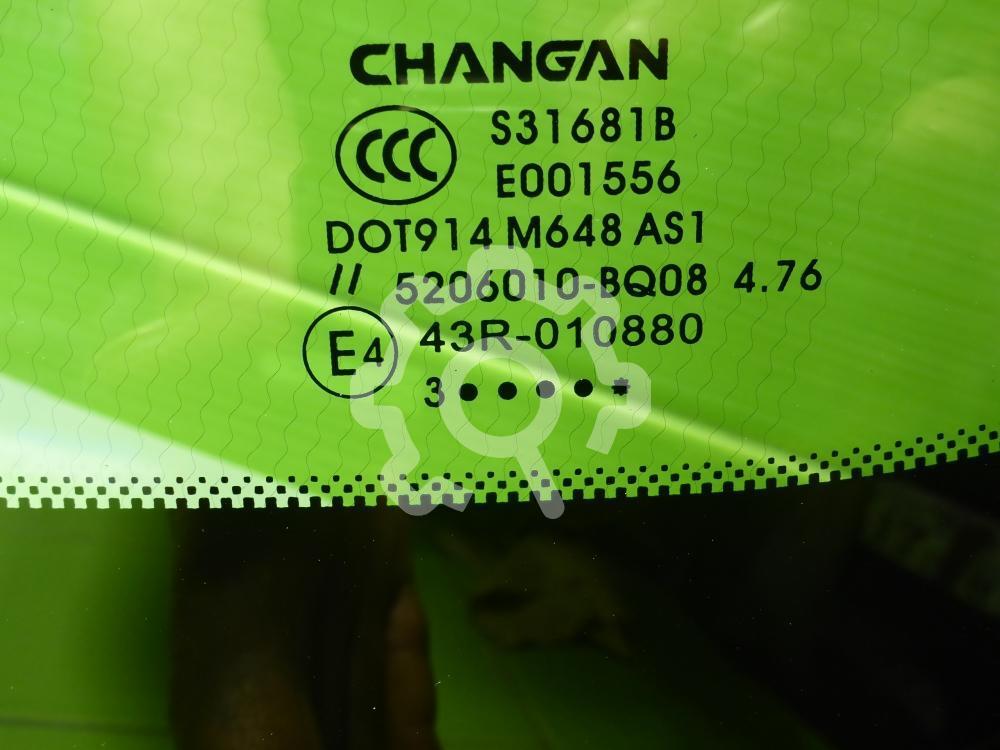 CHANGAN
CCC S31681B
E001556
DOT914 M648 AS1
// 5206010-BQ08 4.76
E4 43R-010880
3 ● ● ● ● ✸